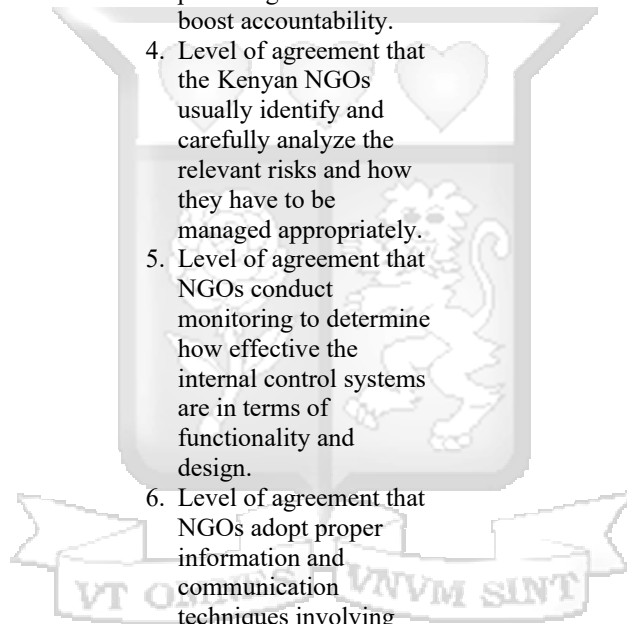 boost accountability.
4. Level of agreement that
the Kenyan NGOs
usually identify and
carefully analyze the
relevant risks and how
they have to be
managed appropriately.
5. Level of agreement that
NGOs conduct
monitoring to determine
how effective the
internal control systems
are in terms of
functionality and
design.
6. Level of agreement that
NGOs adopt proper
information and
communication
techniques involving
VT VNVM SINT